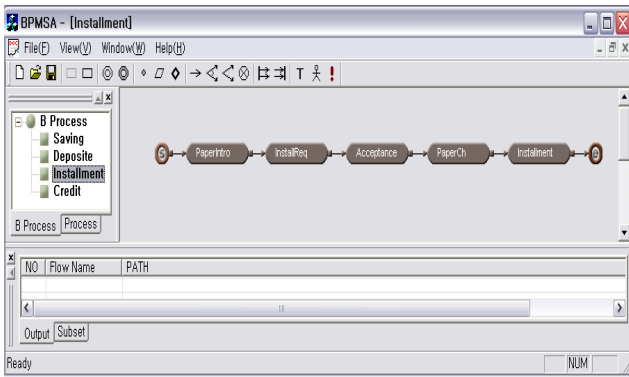 BPMSA - [Installment]
File(F) View(V) Window(W) Help(H)
T
B Process
Saving
Deposite
Installment
Credit
B Process Process
S PaperIntro InstallReq Acceptance PaperCh Installment
NO Flow Name PATH
Output Subset
Ready NUM